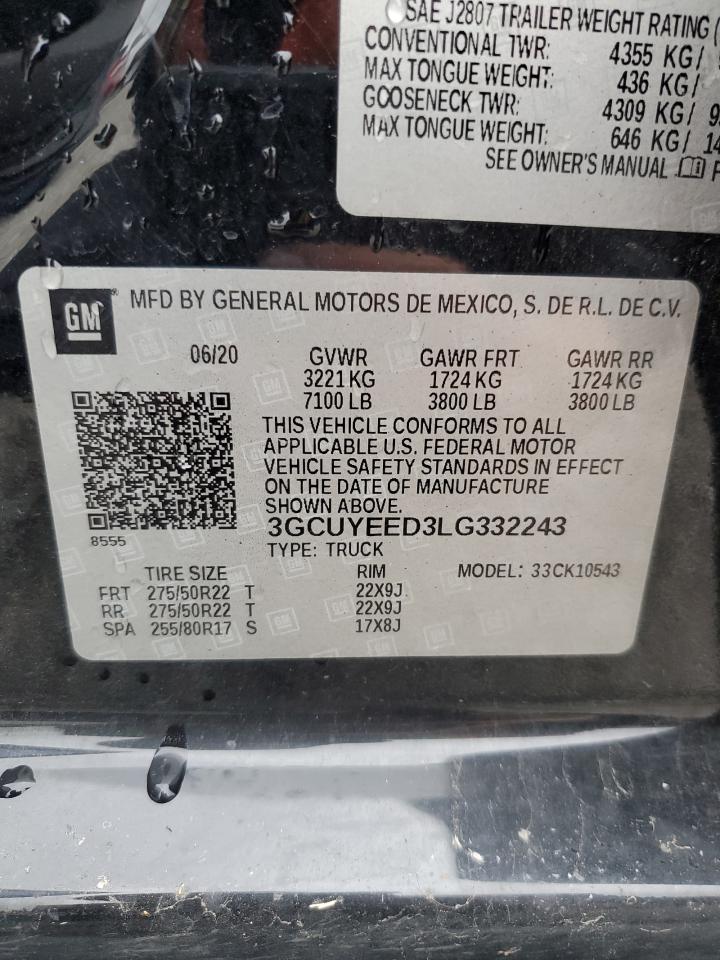 SAE J2807 TRAILER WEIGHT RATING (
CONVENTIONAL TWR: 4355 KG/
MAX TONGUE WEIGHT: 436 KG/
GOOSENECK TWR: 4309 KG/ 9
MAX TONGUE WEIGHT: 646 KG/ 14
SEE OWNER'S MANUAL
GM MFD BY GENERAL MOTORS DE MEXICO, S. DE R.L. DE C.V.
06/20 GVWR GAWR FRT GAWR RR
3221 KG 1724 KG 1724 KG
7100 LB 3800 LB 3800 LB
THIS VEHICLE CONFORMS TO ALL
APPLICABLE U.S. FEDERAL MOTOR
VEHICLE SAFETY STANDARDS IN EFFECT
ON THE DATE OF MANUFACTURE
SHOWN ABOVE.
3GCUYEED3LG332243
8555
TYPE: TRUCK MODEL: 33CK10543
TIRE SIZE RIM
FRT 275/50R22 T 22X9J
RR 275/50R22 T 22X9J
SPA 255/80R17 S 17X8J